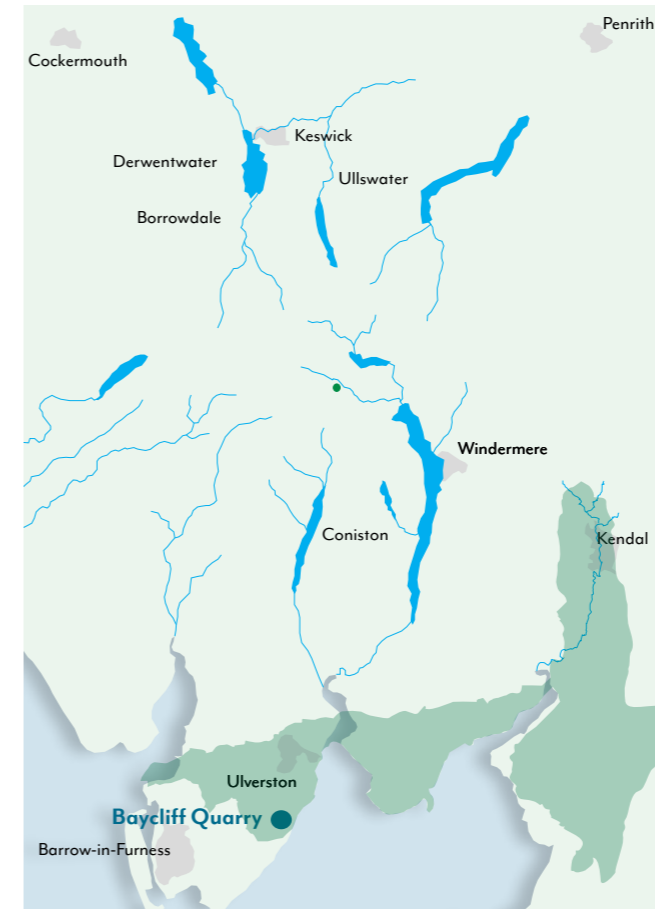 Penrith
Cockermouth
Keswick
Derwentwater
Ullswater
Borrowdale
Windermere
Coniston
Kendal
Ulverston
Baycliff Quarry
Barrow-in-Furness